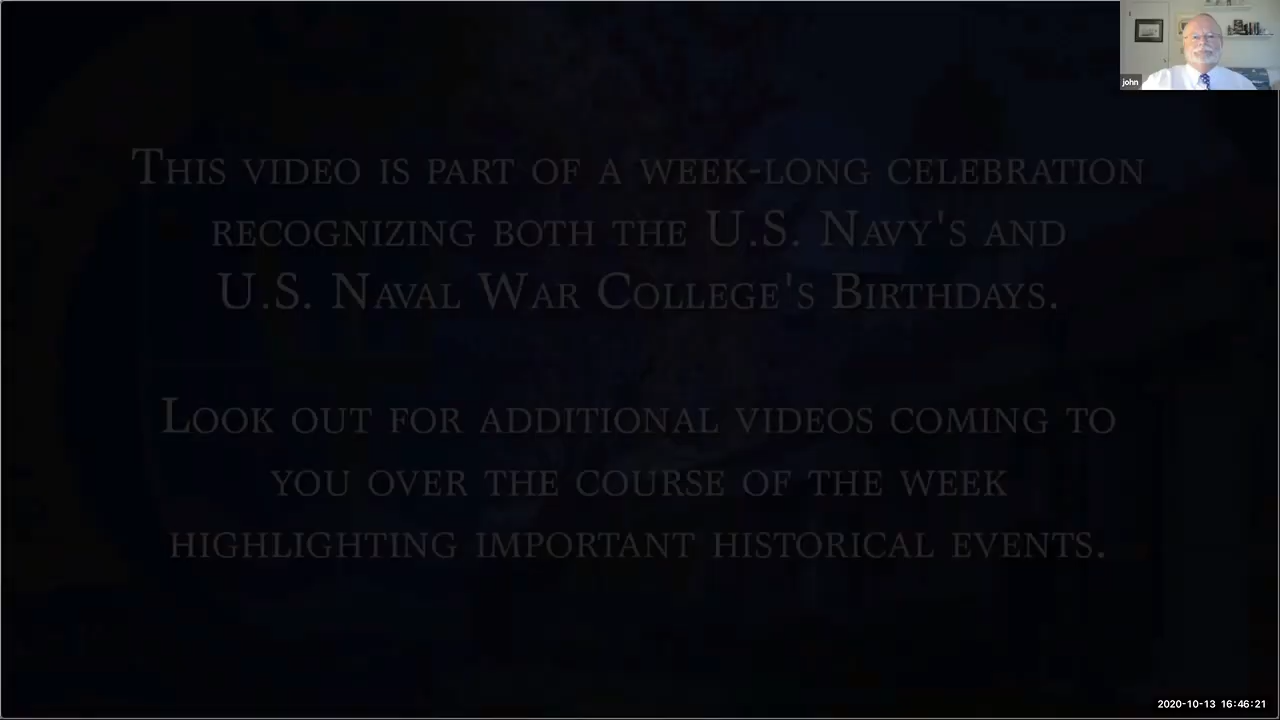 john
This video is part of a week-long celebration
recognizing both the U.S. Navy's and
U.S. Naval War College's Birthdays.
Look out for additional videos coming to
you over the course of the week
highlighting important historical events.
2020-10-13 16:46:21